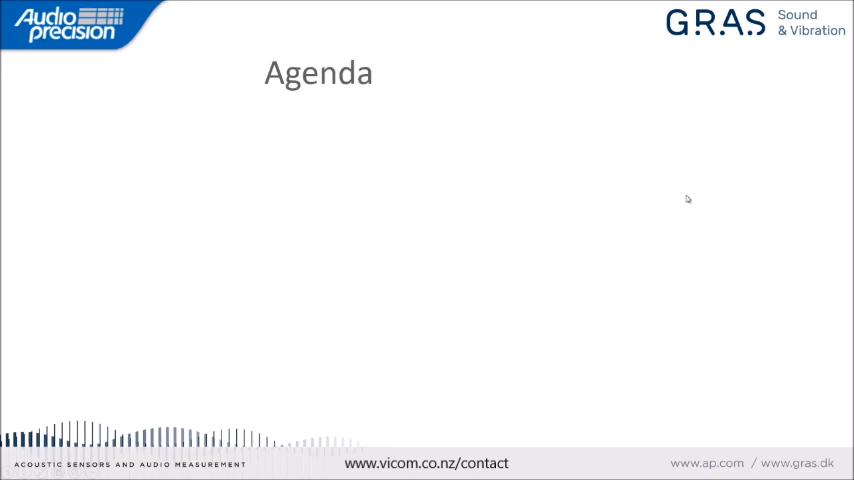 Audio
precision
GRAS Sound
& Vibration
Agenda
ACOUSTIC SENSORS AND AUDIO MEASUREMENT www.vicom.co.nz/contact www.ap.com / www.gras.dk